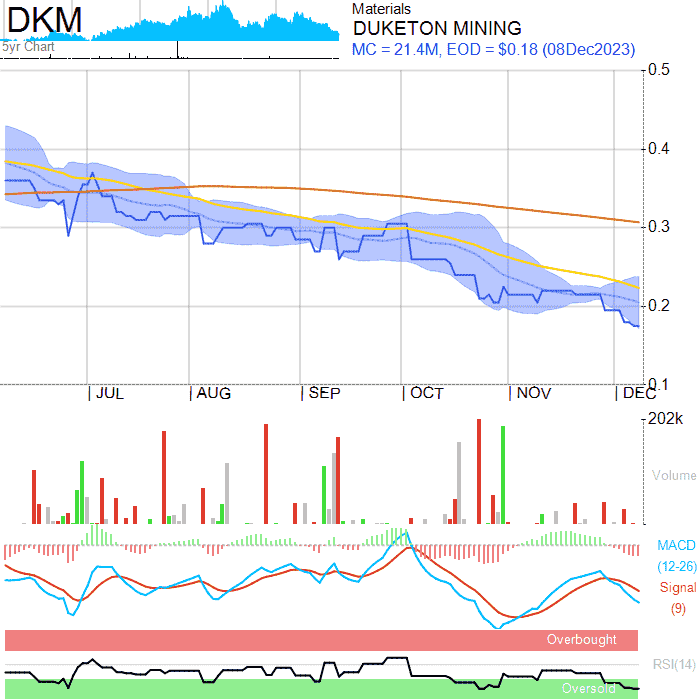 DKM
5yr Chart
Materials
DUKETON MINING
MC = 21.4M, EOD = $0.18 (08Dec2023)
0.5
0.4
0.3
0.2
0.1
JUL AUG SEP OCT NOV DEC
202k
Volume
MACD
(12-26)
Signal
(9)
Overbought
RSI(14)
Oversold